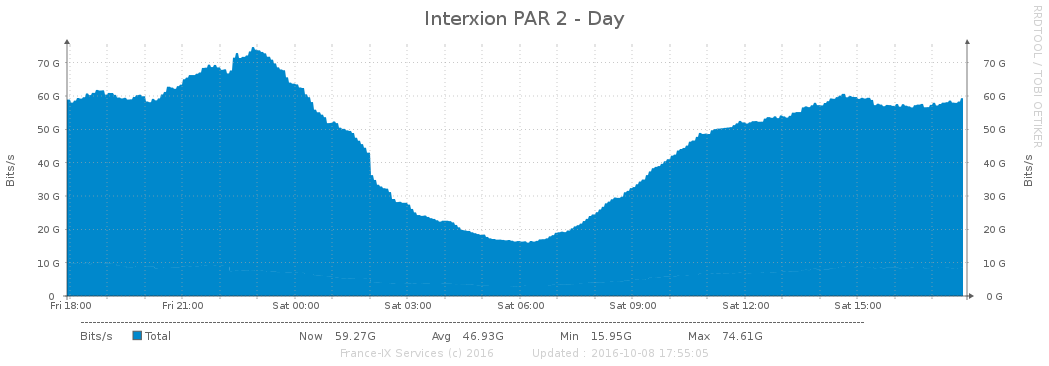 Interxion PAR 2 - Day
RRDTOOL / TOBI OETIKER
Bits/s
Bits/s
70 G 70 G
60 G 60 G
50 G 50 G
40 G 40 G
30 G 30 G
20 G 20 G
10 G 10 G
0 0 G
Fri 18:00 Fri 21:00 Sat 00:00 Sat 03:00 Sat 06:00 Sat 09:00 Sat 12:00 Sat 15:00
Bits/s Total Now 59.27G Avg 46.93G Min 15.95G Max 74.61G
France-IX Services (c) 2016 Updated : 2016-10-08 17:55:05